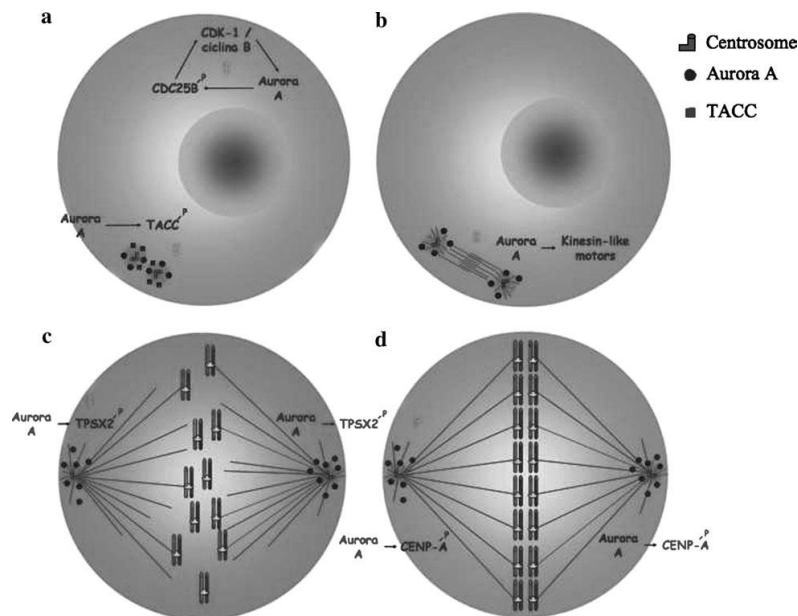 a
CDK-1 /
ciclina B
CDC25B-P
Aurora
A
Aurora
A
TACC-P
b
Aurora
A
Kinesin-like
motors
Centrosome
Aurora A
TACC
c
Aurora
A
TPSX2-P
Aurora
A
TPSX2-P
d
Aurora
A
CENP-A-P
Aurora
A
CENP-A-P